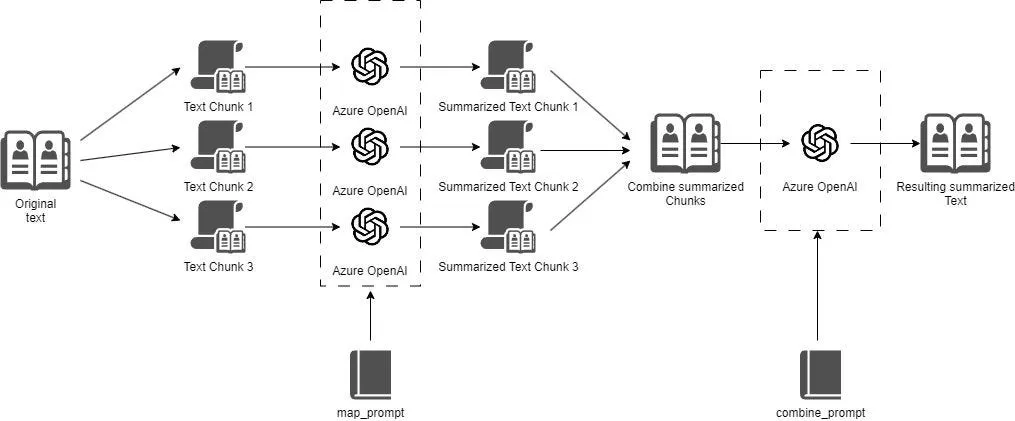 Text Chunk 1
Azure OpenAI
Summarized Text Chunk 1
Original
text
Text Chunk 2
Azure OpenAI
Summarized Text Chunk 2
Combine summarized
Chunks
Azure OpenAI
Resulting summarized
Text
Text Chunk 3
Azure OpenAI
Summarized Text Chunk 3
map_prompt
combine_prompt